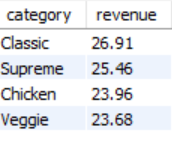 category revenue
Classic 26.91
Supreme 25.46
Chicken 23.96
Veggie 23.68